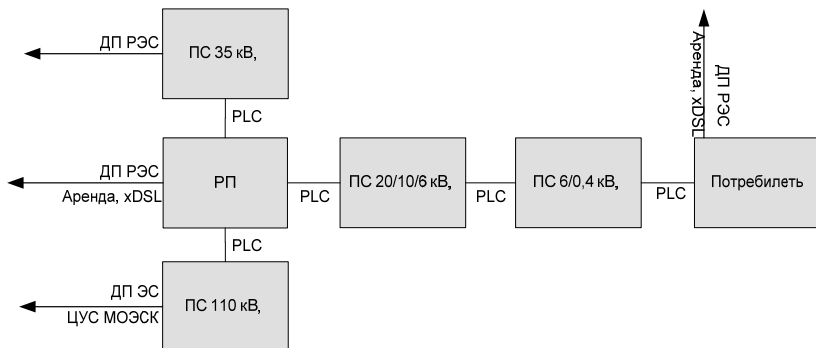 ДП РЭС
ПС 35 кВ,
Аренда, xDSL
ДП РЭС
PLC
ДП РЭС
Аренда, xDSL
РП
PLC
ПС 20/10/6 кВ,
PLC
ПС 6/0,4 кВ,
PLC
Потребилеть
PLC
ДП ЭС
ЦУС МОЭСК
ПС 110 кВ,